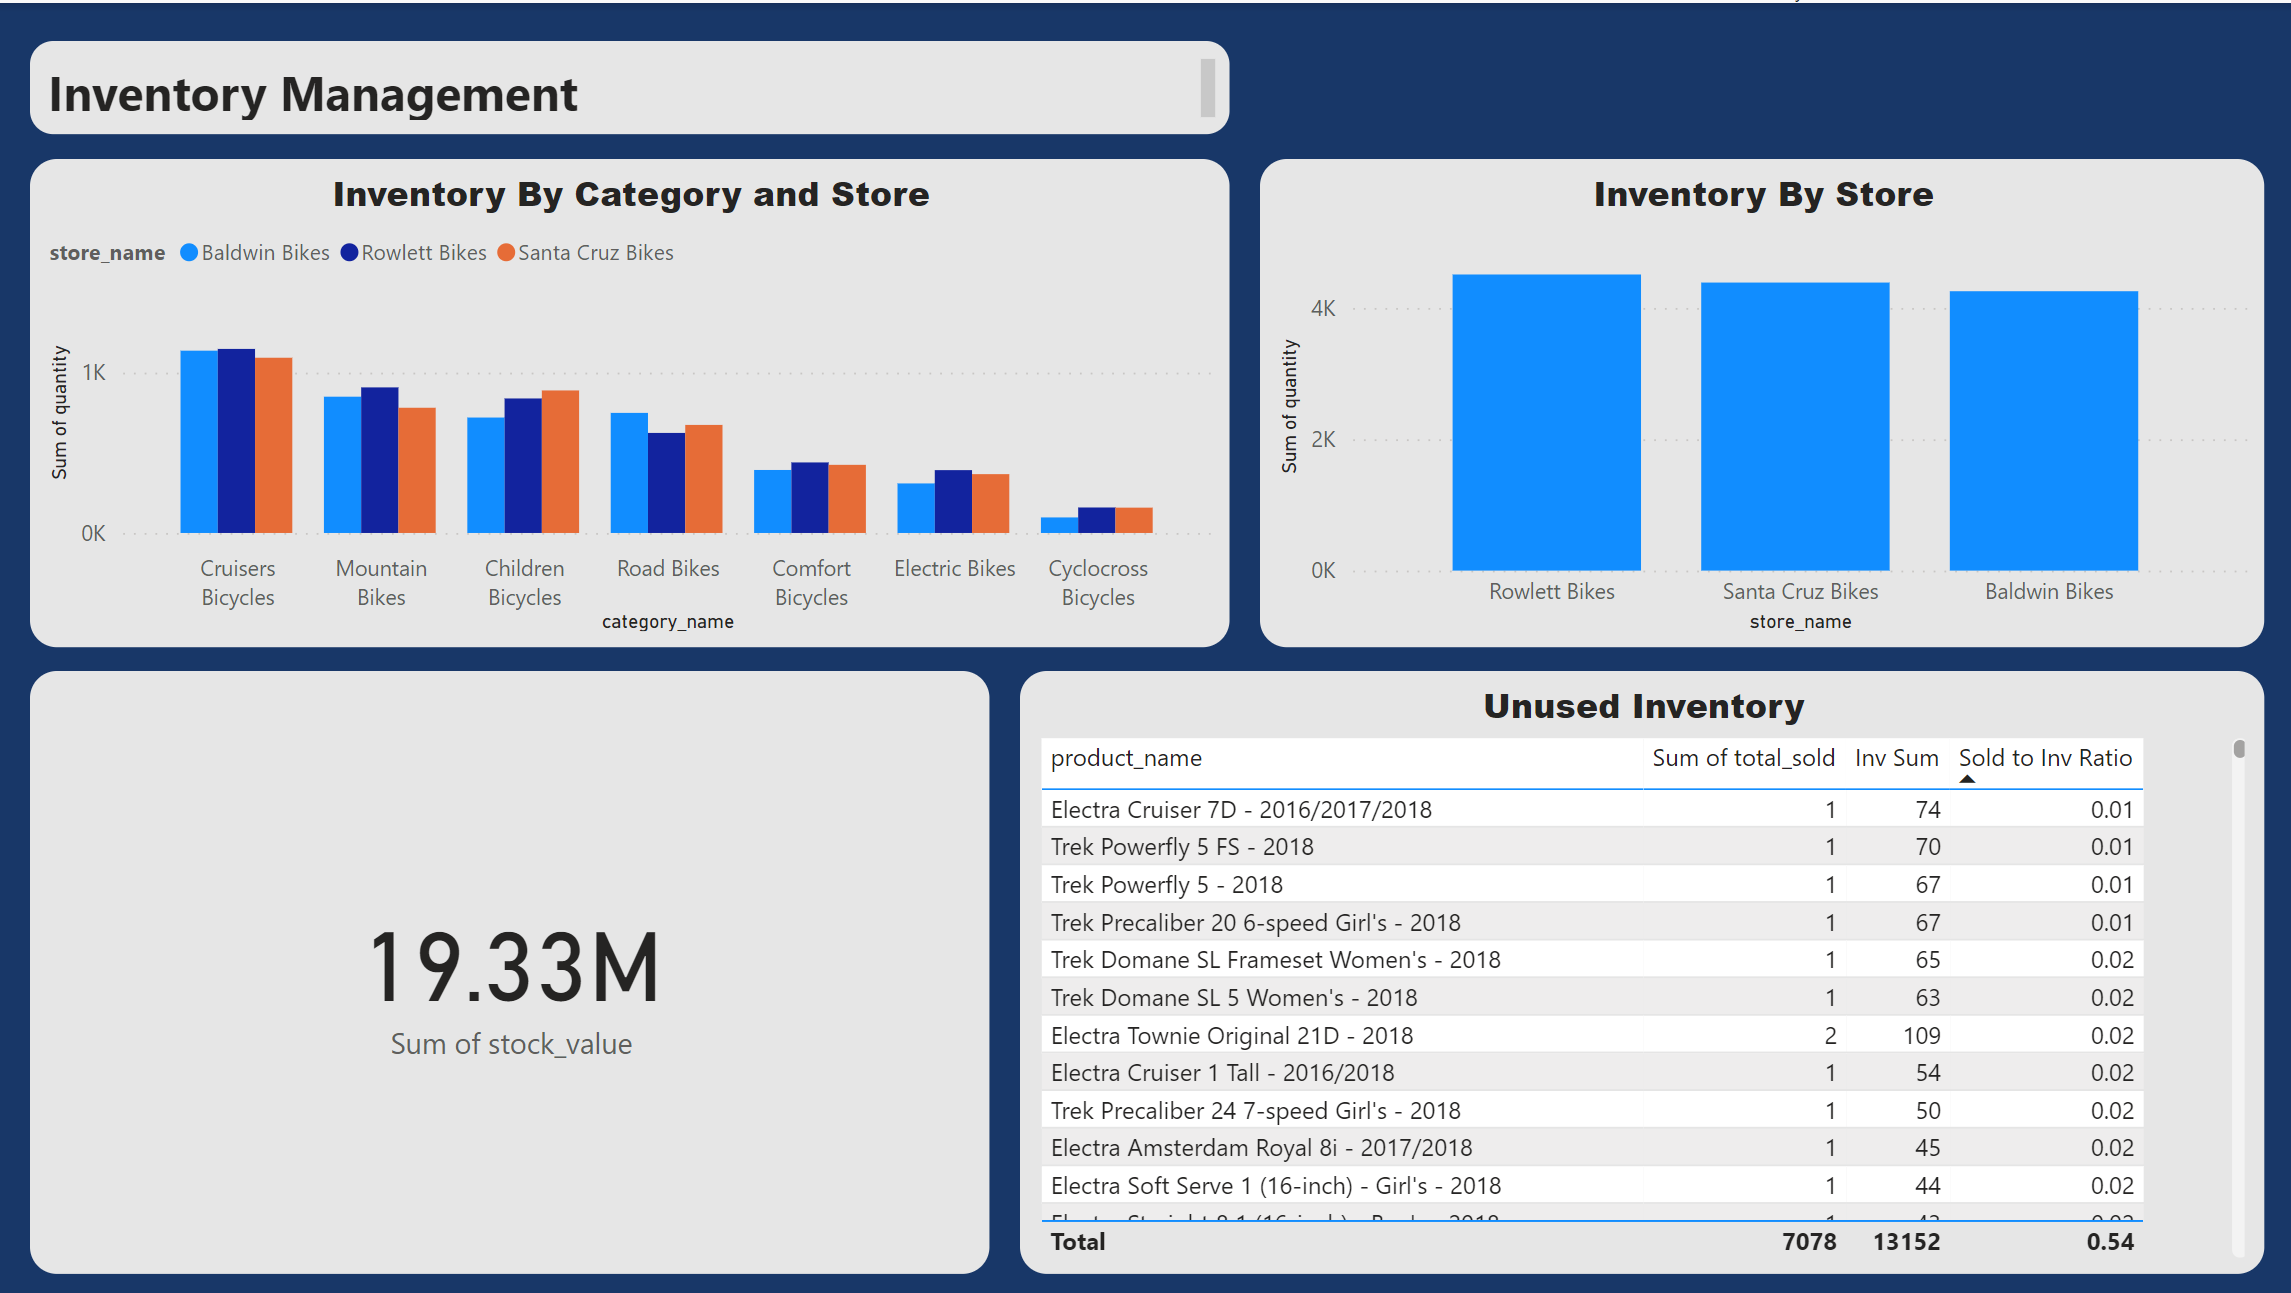 Inventory Management
Inventory By Category and Store
store_name Baldwin Bikes Rowlett Bikes Santa Cruz Bikes
Sum of quantity
1K
0K
Cruisers Bicycles
Mountain Bikes
Children Bicycles
Road Bikes
Comfort Bicycles
Electric Bikes
Cyclocross Bicycles
category_name
Inventory By Store
Sum of quantity
4K
2K
0K
Rowlett Bikes Santa Cruz Bikes Baldwin Bikes
store_name
19.33M
Sum of stock_value
Unused Inventory
product_name Sum of total_sold Inv Sum Sold to Inv Ratio
Electra Cruiser 7D - 2016/2017/2018 1 74 0.01
Trek Powerfly 5 FS - 2018 1 70 0.01
Trek Powerfly 5 - 2018 1 67 0.01
Trek Precaliber 20 6-speed Girl's - 2018 1 67 0.01
Trek Domane SL Frameset Women's - 2018 1 65 0.02
Trek Domane SL 5 Women's - 2018 1 63 0.02
Electra Townie Original 21D - 2018 2 109 0.02
Electra Cruiser 1 Tall - 2016/2018 1 54 0.02
Trek Precaliber 24 7-speed Girl's - 2018 1 50 0.02
Electra Amsterdam Royal 8i - 2017/2018 1 45 0.02
Electra Soft Serve 1 (16-inch) - Girl's - 2018 1 44 0.02
Total 7078 13152 0.54